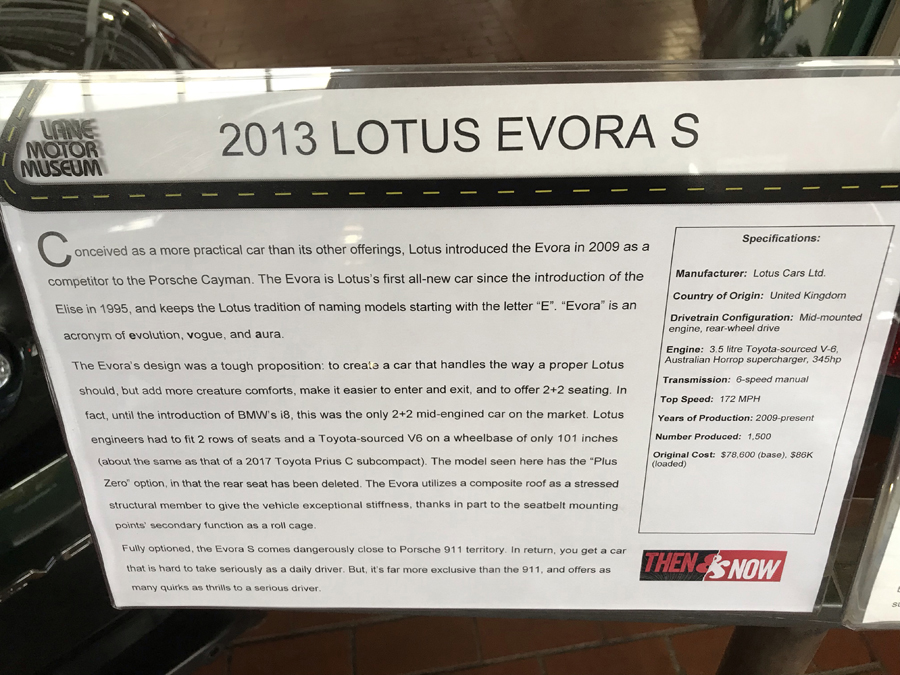 LANE
MOTOR
MUSEUM
2013 LOTUS EVORA S
Conceived as a more practical car than its other offerings, Lotus introduced the Evora in 2009 as a
competitor to the Porsche Cayman. The Evora is Lotus's first all-new car since the introduction of the
Elise in 1995, and keeps the Lotus tradition of naming models starting with the letter "E". "Evora" is an
acronym of evolution, vogue, and aura.
The Evora's design was a tough proposition: to create a car that handles the way a proper Lotus
should, but add more creature comforts, make it easier to enter and exit, and to offer 2+2 seating. In
fact, until the introduction of BMW's i8, this was the only 2+2 mid-engined car on the market. Lotus
engineers had to fit 2 rows of seats and a Toyota-sourced V6 on a wheelbase of only 101 inches
(about the same as that of a 2017 Toyota Prius C subcompact). The model seen here has the "Plus
Zero" option, in that the rear seat has been deleted. The Evora utilizes a composite roof as a stressed
structural member to give the vehicle exceptional stiffness, thanks in part to the seatbelt mounting
points' secondary function as a roll cage.
Fully optioned, the Evora S comes dangerously close to Porsche 911 territory. In return, you get a car
that is hard to take seriously as a daily driver. But, it's far more exclusive than the 911, and offers as
many quirks as thrills to a serious driver.
Specifications:
Manufacturer: Lotus Cars Ltd.
Country of Origin: United Kingdom
Drivetrain Configuration: Mid-mounted
engine, rear-wheel drive
Engine: 3.5 litre Toyota-sourced V-6,
Australian Horrop supercharger, 345hp
Transmission: 6-speed manual
Top Speed: 172 MPH
Years of Production: 2009-present
Number Produced: 1,500
Original Cost: $78,600 (base), $86K
(loaded)
THEN & NOW